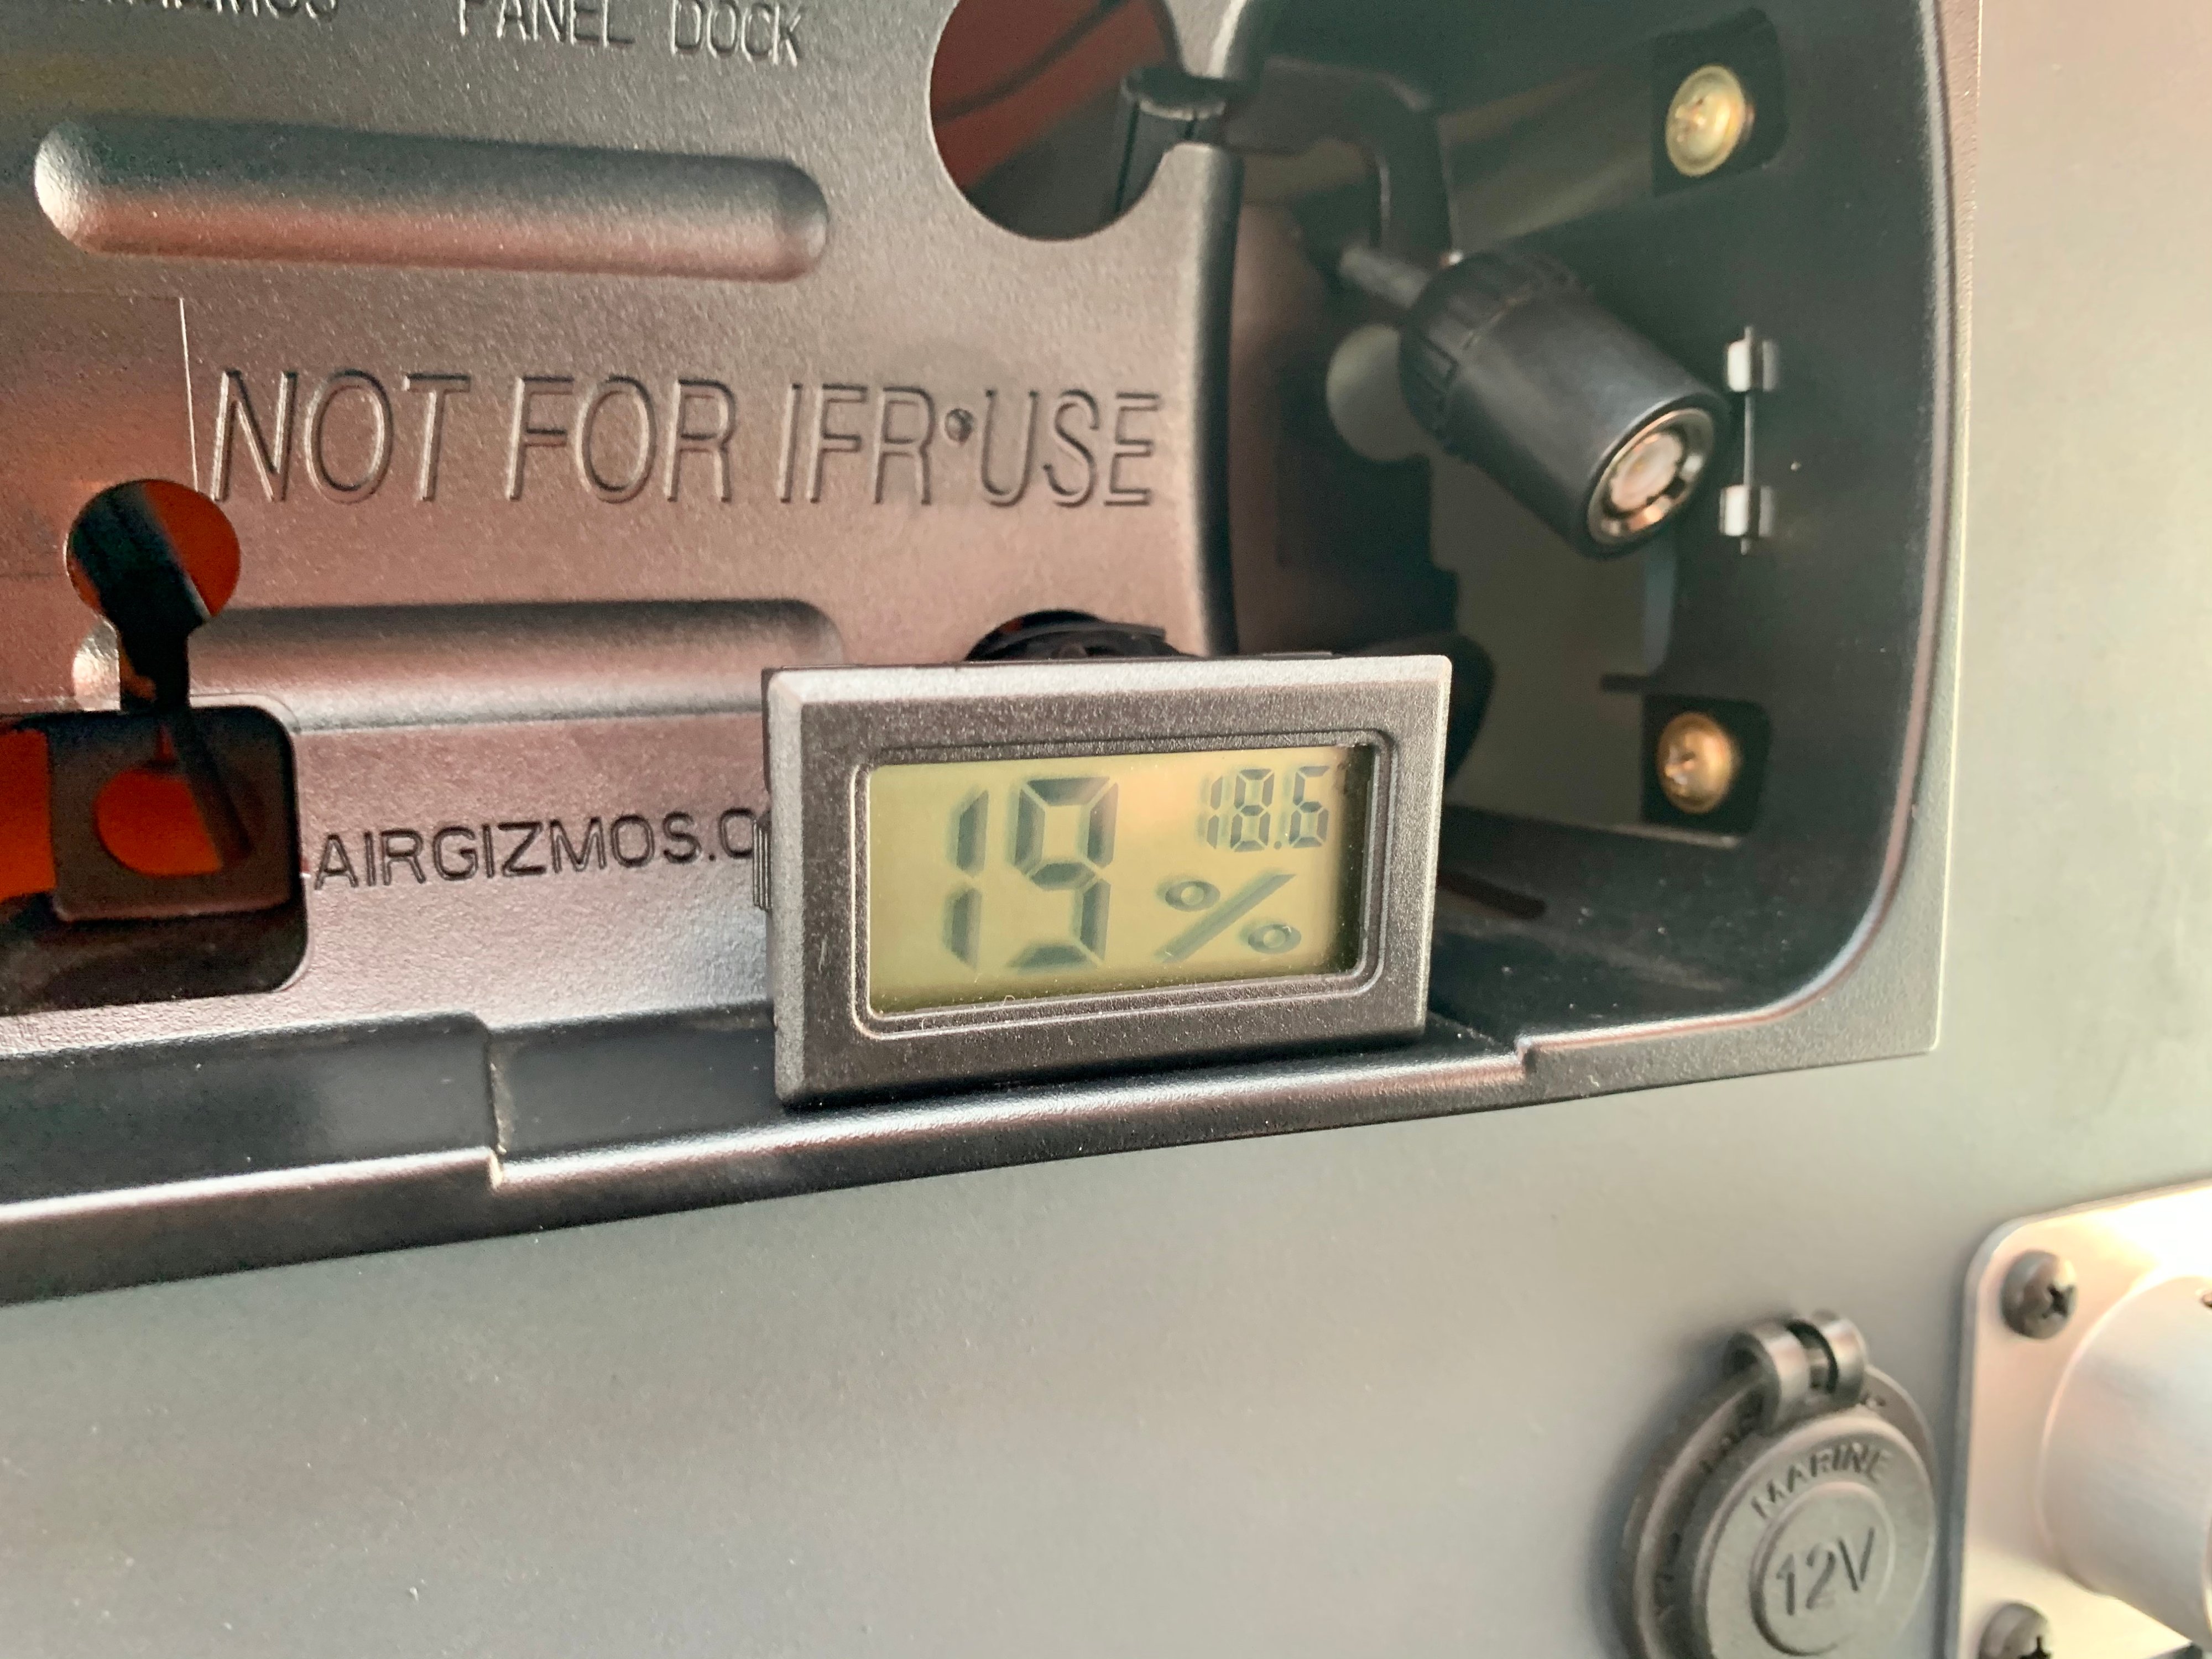 PANEL DOCK
NOT FOR IFR USE
AIRGIZMOS.C
19 %
18.6
MARINE
12V